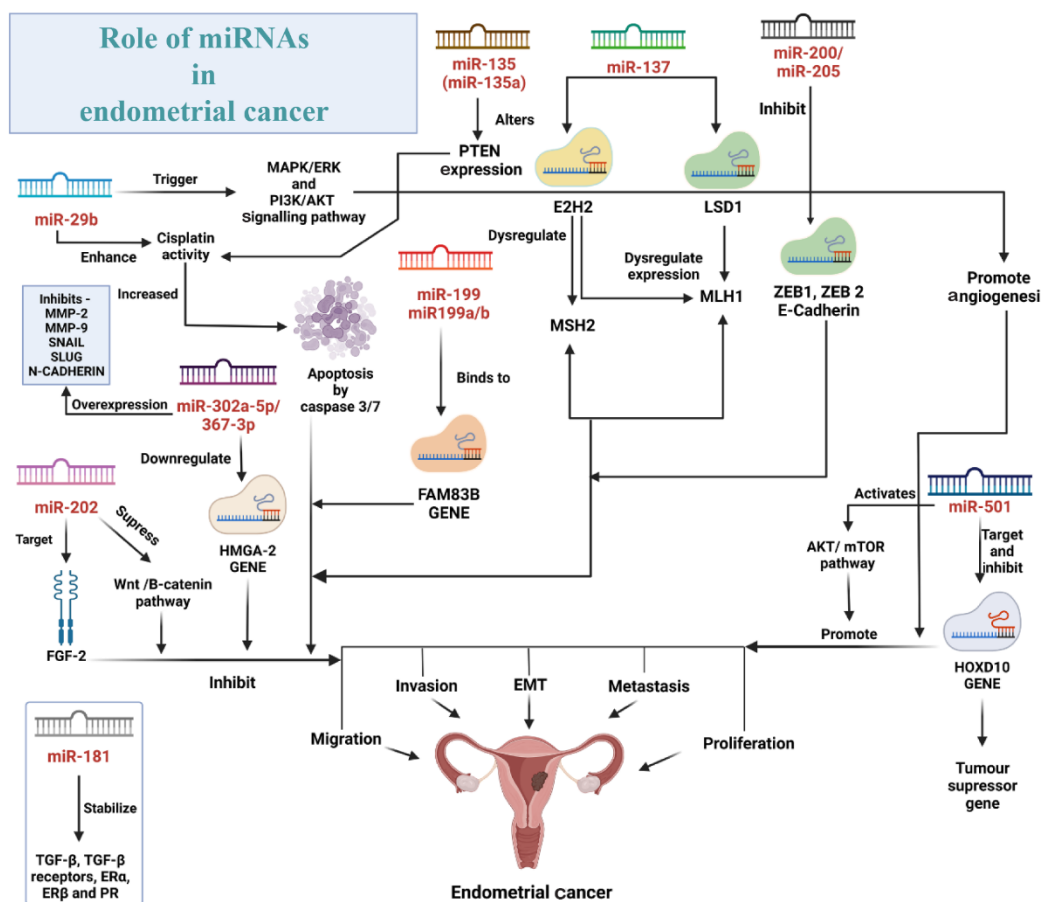 Role of miRNAs
in
endometrial cancer
miR-135
(miR-135a)
miR-137
miR-200/
miR-205
Alters
Inhibit
PTEN
expression
MAPK/ERK
and
PI3K/AKT
Signalling pathway
Trigger
miR-29b
E2H2
LSD1
Cisplatin
activity
Enhance
Dysregulate
Dysregulate
expression
Increased
miR-199
miR199a/b
MLH1
MSH2
ZEB1, ZEB 2
E-Cadherin
Promote
angiogenesi
Inhibits -
MMP-2
MMP-9
SNAIL
SLUG
N-CADHERIN
Apoptosis
by
caspase 3/7
Binds to
Overexpression
miR-302a-5p/
367-3p
Downregulate
miR-202
FAM83B
GENE
Activates
miR-501
Target
Supress
HMGA-2
GENE
AKT/ mTOR
pathway
Target
and
inhibit
Wnt /B-catenin
pathway
FGF-2
Promote
Inhibit
HOXD10
GENE
Invasion
EMT
Metastasis
Migration
Proliferation
miR-181
Stabilize
Tumour
supressor
gene
TGF-β, TGF-β
receptors, ERα,
ERβ and PR
Endometrial cancer